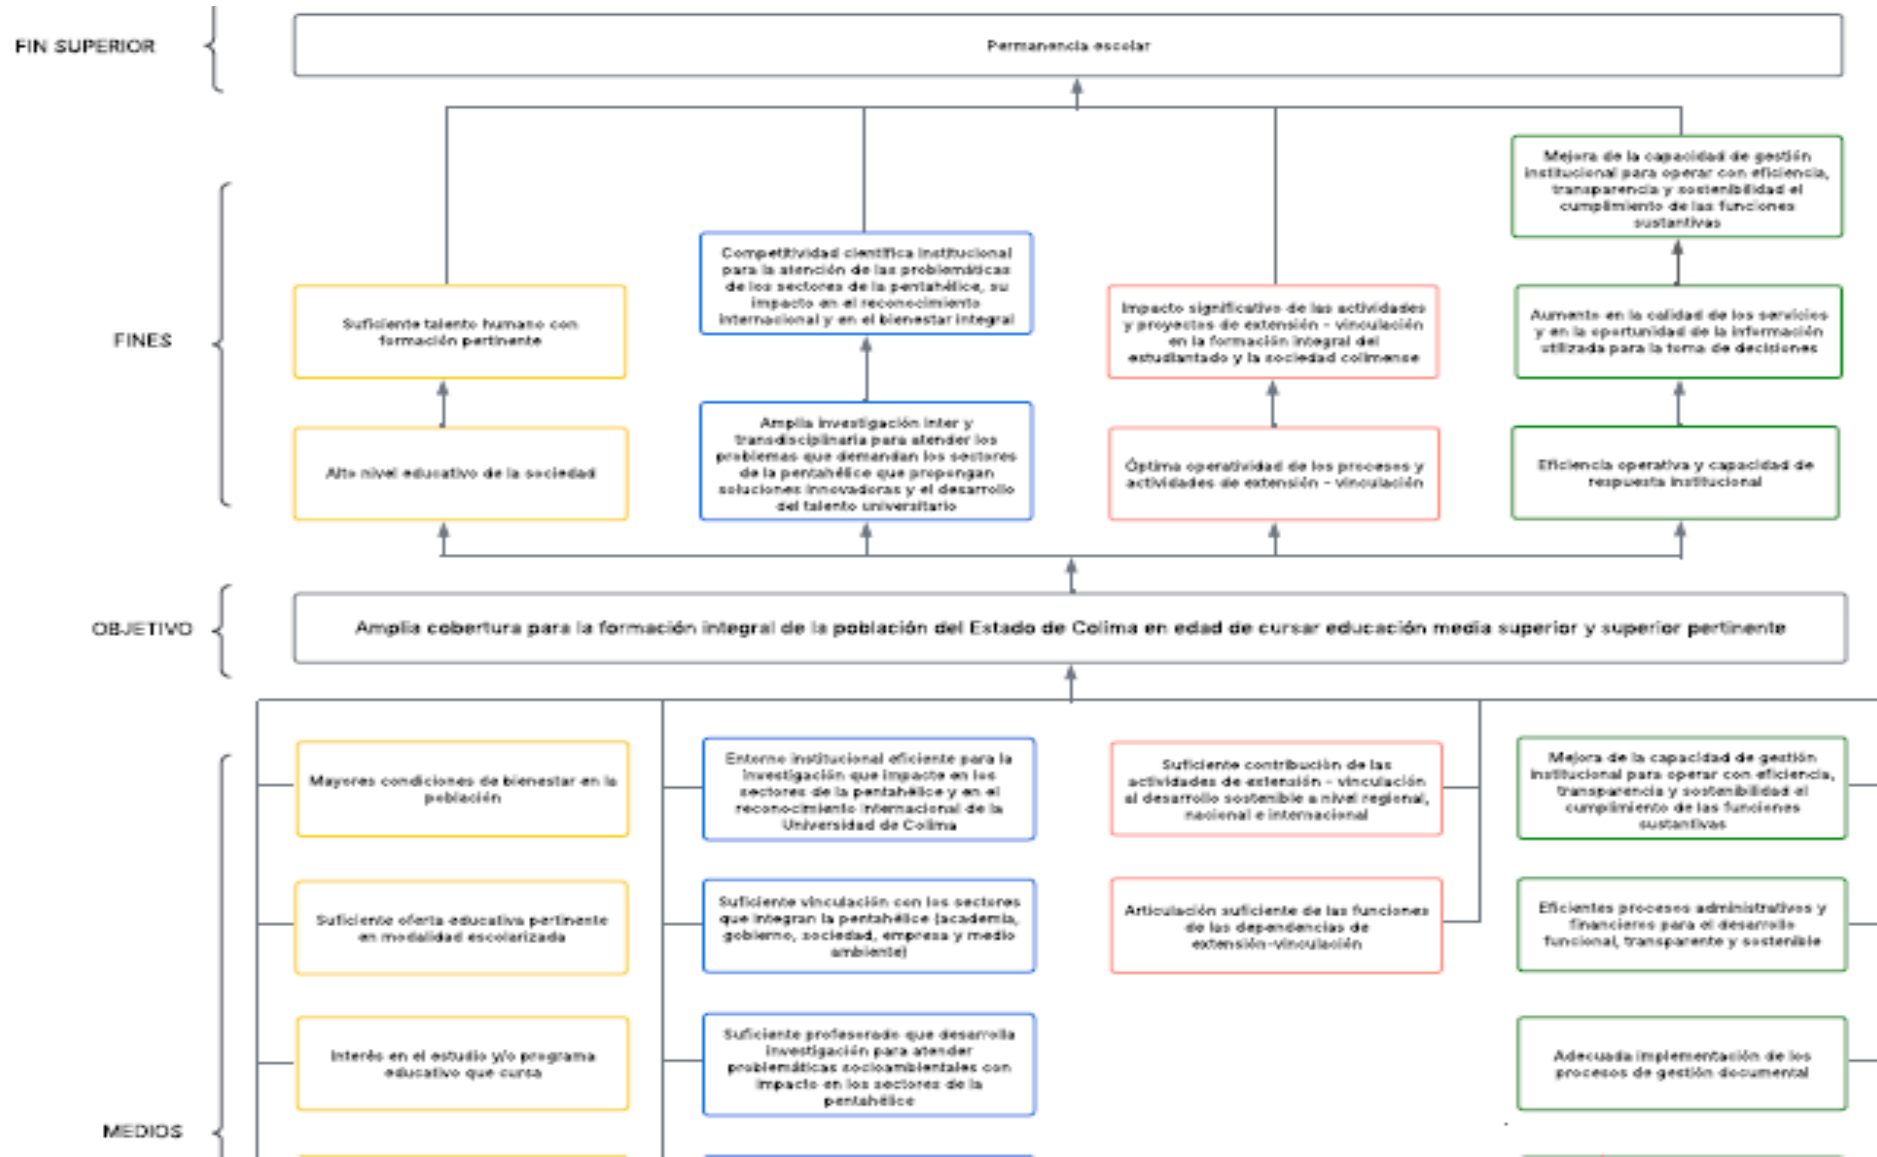 FIN SUPERIOR
Permanencia escolar
FINES
Mejora de la capacidad de gestión
institucional para operar con eficiencia,
transparencia y sostenibilidad el
cumplimiento de las funciones
sustantivas
Competitividad científica institucional
para la atención de las problemáticas
de los sectores de la pentahélice, su
impacto en el reconocimiento
internacional y en el bienestar integral
Suficiente talento humano con
formación pertinente
Impacto significativo de las actividades
y proyectos de extensión - vinculación
en la formación integral del
estudiantado y la sociedad colimense
Aumento en la calidad de los servicios
y en la oportunidad de la información
utilizada para la toma de decisiones
Alto nivel educativo de la sociedad
Amplia investigación inter y
transdisciplinaria para atender los
problemas que demandan los sectores
de la pentahélice que propongan
soluciones innovadoras y el desarrollo
del talento universitario
Óptima operatividad de los procesos y
actividades de extensión - vinculación
Eficiencia operativa y capacidad de
respuesta institucional
OBJETIVO
Amplia cobertura para la formación integral de la población del Estado de Colima en edad de cursar educación media superior y superior pertinente
MEDIOS
Mayores condiciones de bienestar en la
población
Entorno institucional eficiente para la
investigación que impacte en los
sectores de la pentahélice y en el
reconocimiento internacional de la
Universidad de Colima
Suficiente contribución de las
actividades de extensión - vinculación
al desarrollo sostenible a nivel regional,
nacional e internacional
Mejora de la capacidad de gestión
institucional para operar con eficiencia,
transparencia y sostenibilidad el
cumplimiento de las funciones
sustantivas
Suficiente oferta educativa pertinente
en modalidad escolarizada
Suficiente vinculación con los sectores
que integran la pentahélice (academia,
gobierno, sociedad, empresa y medio
ambiente)
Articulación suficiente de las funciones
de las dependencias de
extensión-vinculación
Eficientes procesos administrativos y
financieros para el desarrollo
funcional, transparente y sostenible
Interés en el estudio y/o programa
educativo que cursa
Suficiente profesorado que desarrolla
investigación para atender
problemáticas socioambientales con
impacto en los sectores de la
pentahélice
Adecuada implementación de los
procesos de gestión documental